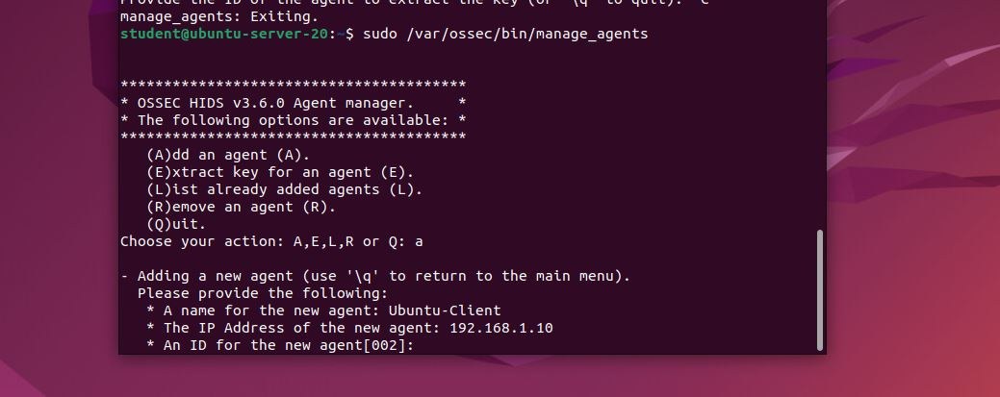 Provide the ID of the agent to extract the key (or '\q' to quit): ^C
manage_agents: Exiting.
student@ubuntu-server-20:~$ sudo /var/ossec/bin/manage_agents
****************************************
* OSSEC HIDS v3.6.0 Agent manager.     *
* The following options are available: *
****************************************
(A)dd an agent (A).
(E)xtract key for an agent (E).
(L)ist already added agents (L).
(R)emove an agent (R).
(Q)uit.
Choose your action: A,E,L,R or Q: a
- Adding a new agent (use '\q' to return to the main menu).
Please provide the following:
* A name for the new agent: Ubuntu-Client
* The IP Address of the new agent: 192.168.1.10
* An ID for the new agent[002]: